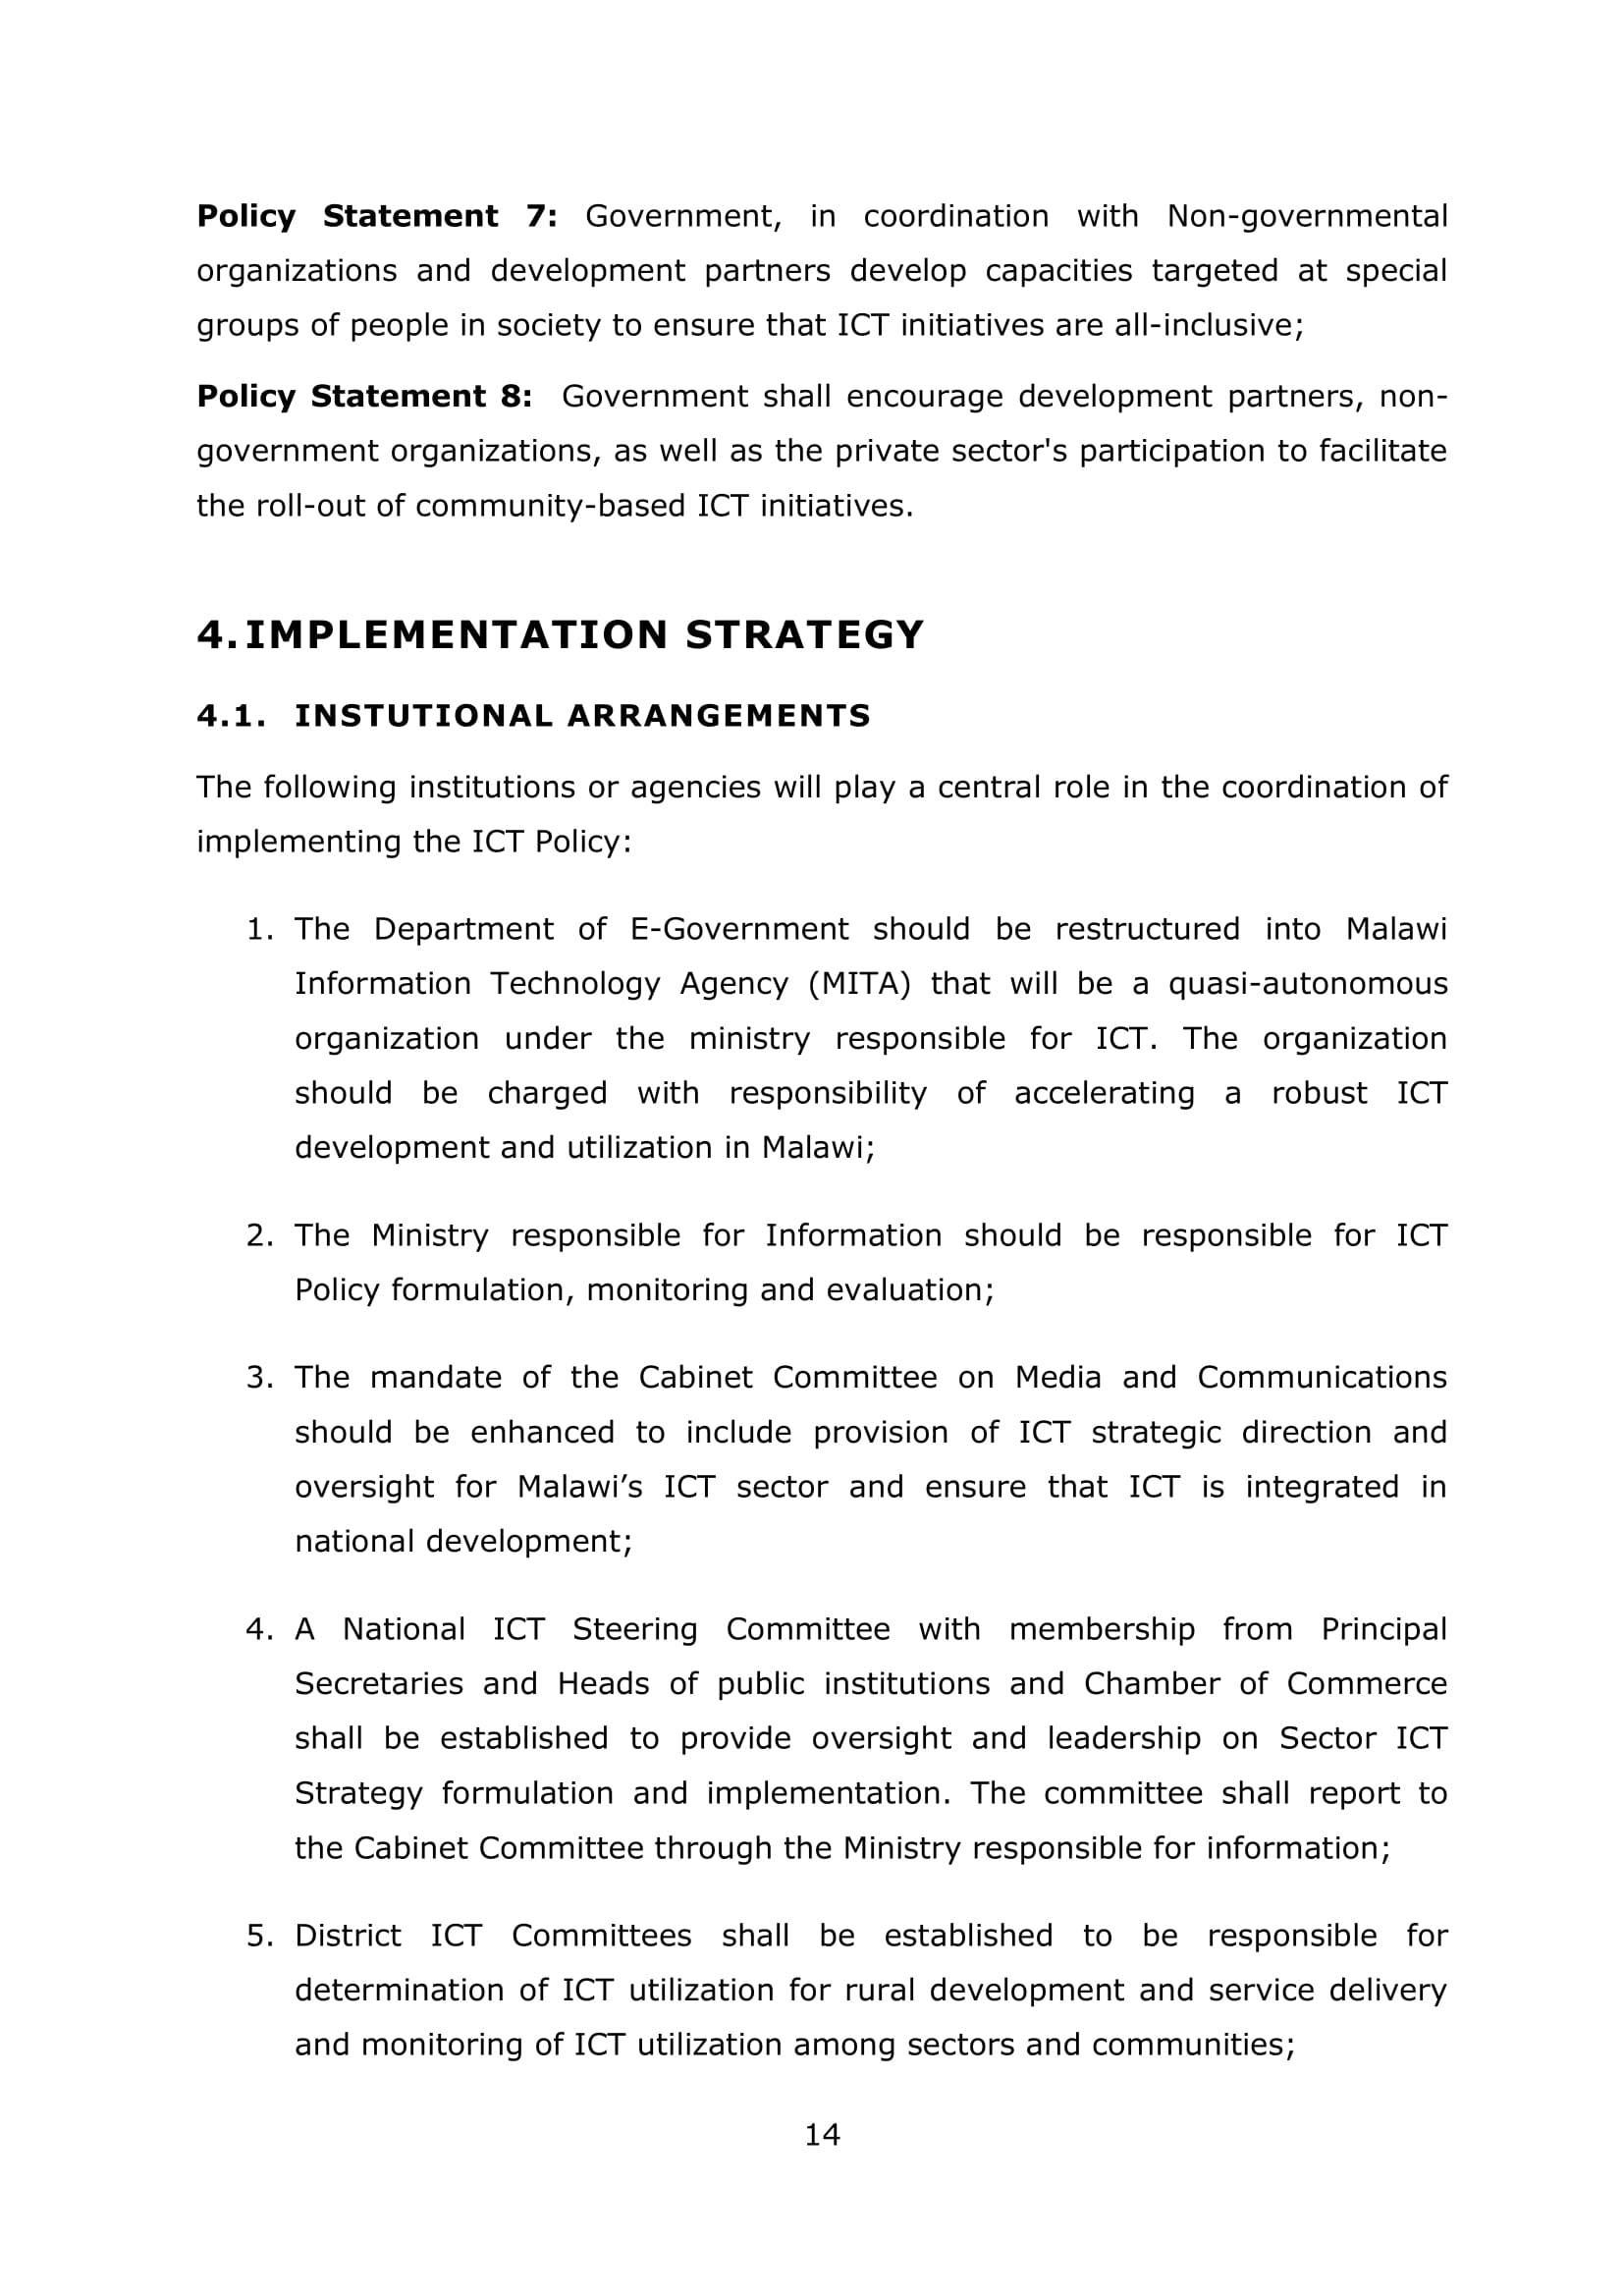 Policy Statement 7: Government, in coordination with Non-governmental
organizations and development partners develop capacities targeted at special
groups of people in society to ensure that ICT initiatives are all-inclusive;
Policy Statement 8: Government shall encourage development partners, non-
government organizations, as well as the private sector's participation to facilitate
the roll-out of community-based ICT initiatives.
4. IMPLEMENTATION STRATEGY
4.1. INSTUTIONAL ARRANGEMENTS
The following institutions or agencies will play a central role in the coordination of
implementing the ICT Policy:
1. The Department of E-Government should be restructured into Malawi
Information Technology Agency (MITA) that will be a quasi-autonomous
organization under the ministry responsible for ICT. The organization
should be charged with responsibility of accelerating a robust ICT
development and utilization in Malawi;
2. The Ministry responsible for Information should be responsible for ICT
Policy formulation, monitoring and evaluation;
3. The mandate of the Cabinet Committee on Media and Communications
should be enhanced to include provision of ICT strategic direction and
oversight for Malawi’s ICT sector and ensure that ICT is integrated in
national development;
4. A National ICT Steering Committee with membership from Principal
Secretaries and Heads of public institutions and Chamber of Commerce
shall be established to provide oversight and leadership on Sector ICT
Strategy formulation and implementation. The committee shall report to
the Cabinet Committee through the Ministry responsible for information;
5. District ICT Committees shall be established to be responsible for
determination of ICT utilization for rural development and service delivery
and monitoring of ICT utilization among sectors and communities;
14